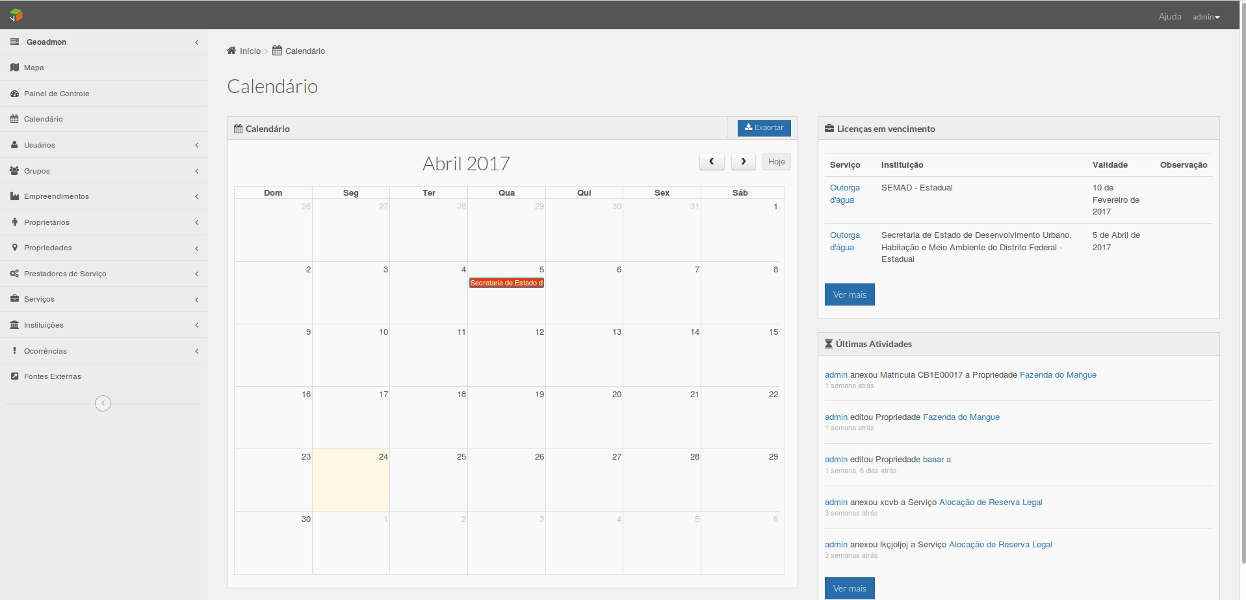 Ajuda admin
Geoadmon
Mapa
Painel de Controle
Calendário
Usuários
Grupos
Empreendimentos
Proprietários
Propriedades
Prestadores de Serviço
Serviços
Instituições
Ocorrências
Fontes Externas
Início > Calendário
Calendário
Calendário Exportar
Abril 2017 Hoje
Dom Seg Ter Qua Qui Sex Sáb
26 27 28 29 30 31 1
2 3 4 5 6 7 8
Secretaria de Estado d
9 10 11 12 13 14 15
16 17 18 19 20 21 22
23 24 25 26 27 28 29
30 1 2 3 4 5 6
Licenças em vencimento
Serviço Instituição Validade Observação
Outorga SEMAD - Estadual 10 de
d'água Fevereiro de
2017
Outorga Secretaria de Estado de Desenvolvimento Urbano, 5 de Abril de
d'água Habitação e Meio Ambiente do Distrito Federal - 2017
Estadual
Ver mais
Últimas Atividades
admin anexou Matricula CB1E00017 a Propriedade Fazenda do Mangue
1 semana atrás
admin editou Propriedade Fazenda do Mangue
1 semana atrás
admin editou Propriedade baaar a
1 semana, 6 dias atrás
admin anexou xcvb a Serviço Alocação de Reserva Legal
3 semanas atrás
admin anexou lkçjoljoj a Serviço Alocação de Reserva Legal
3 semanas atrás
Ver mais